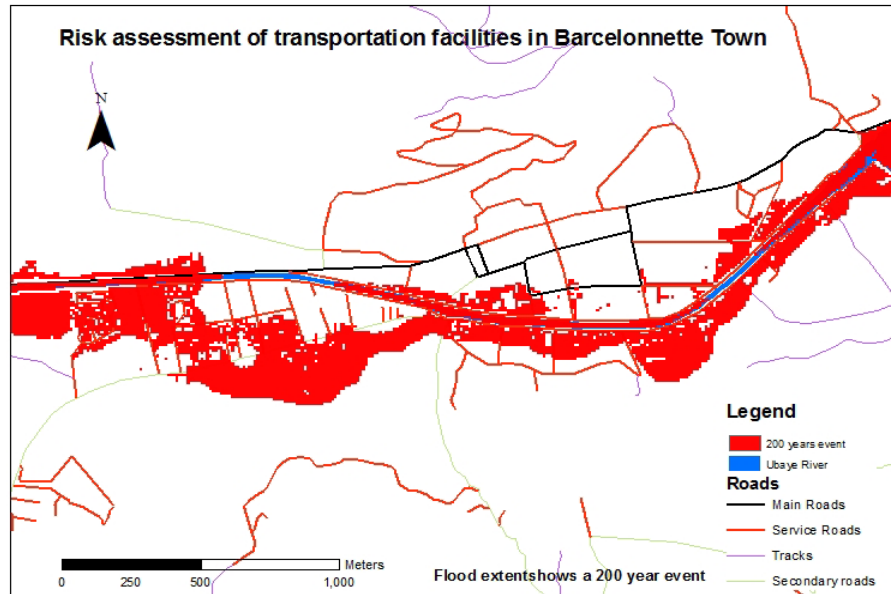 Risk assessment of transportation facilities in Barcelonnette Town
N
Legend
200 years event
Ubaye River
Roads
Main Roads
Service Roads
Tracks
Secondary roads
Meters
0 250 500 1,000
Flood extentshows a 200 year event